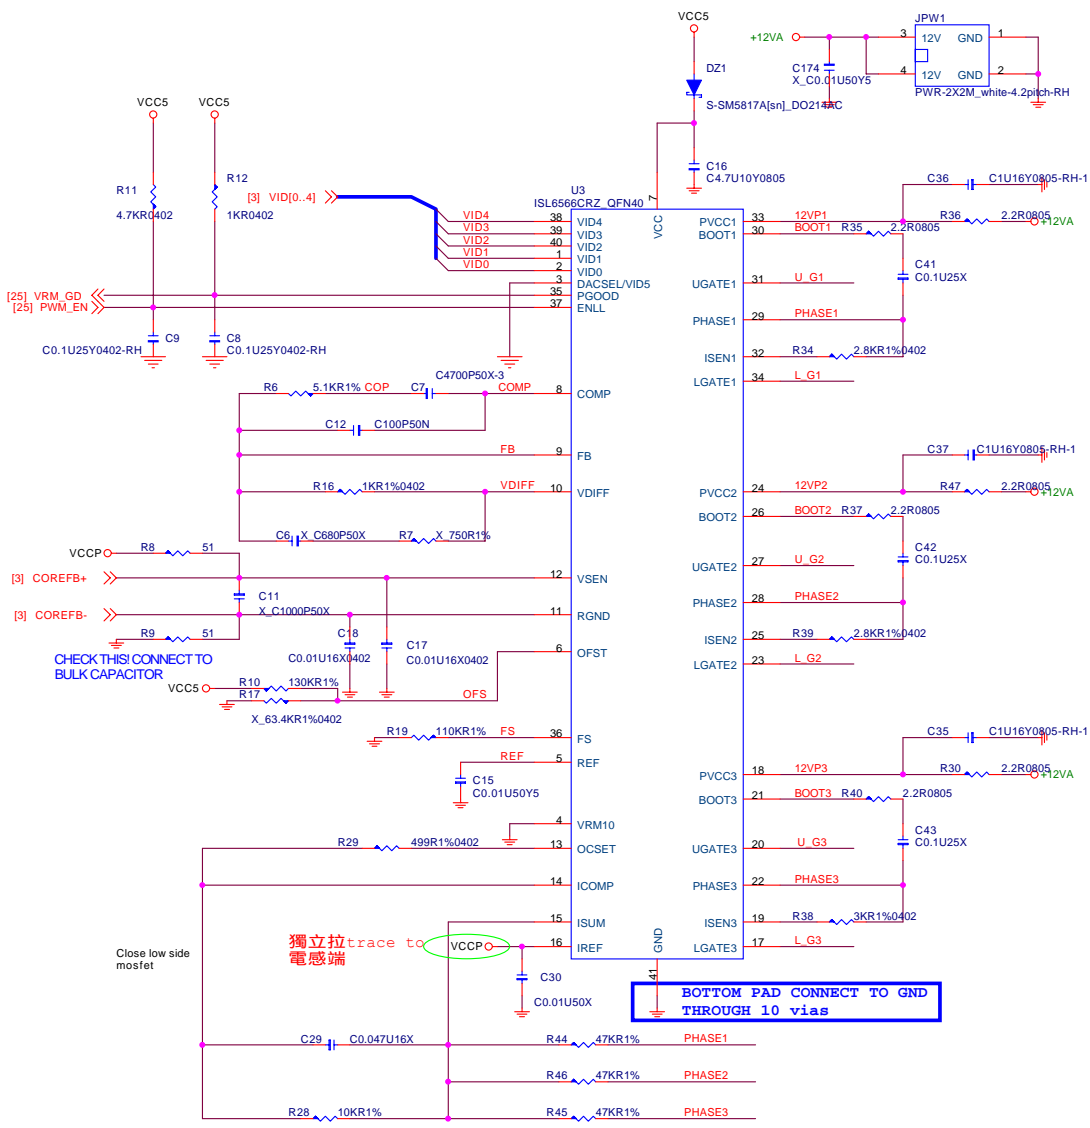 VCC5
JPW1
+12VA
3 12V GND 1
4 12V GND 2
PWR-2X2M_white-4.2pitch-RH
C174
X_C0.01U50Y5
DZ1
S-SM5817A[sn]_DO214AC
C16
C4.7U10Y0805
VCC5
VCC5
R11
4.7KR0402
R12
1KR0402
[3] VID[0..4]
U3
ISL6566CRZ_QFN40
7
VCC
VID4 38 VID4
VID3 39 VID3
VID2 40 VID2
VID1 1 VID1
VID0 2 VID0
3 DACSEL/VID5
[25] VRM_GD 35 PGOOD
[25] PWM_EN 37 ENLL
C9
C0.1U25Y0402-RH
C8
C0.1U25Y0402-RH
PVCC1 33 12VP1 R36 2.2R0805 +12VA
C36 C1U16Y0805-RH-1
BOOT1 30 BOOT1 R35 2.2R0805
C41
C0.1U25X
UGATE1 31 U_G1
PHASE1 29 PHASE1
ISEN1 32 R34 2.8KR1%0402
LGATE1 34 L_G1
C4700P50X-3
R6 5.1KR1% COP C7 COMP 8 COMP
C12 C100P50N
FB 9 FB
R16 1KR1%0402 VDIFF 10 VDIFF
C6 X_C680P50X R7 X_750R1%
C37 C1U16Y0805-RH-1
PVCC2 24 12VP2 R47 2.2R0805 +12VA
BOOT2 26 BOOT2 R37 2.2R0805
C42
C0.1U25X
UGATE2 27 U_G2
PHASE2 28 PHASE2
ISEN2 25 R39 2.8KR1%0402
LGATE2 23 L_G2
VCCP R8 51
[3] COREFB+ 12 VSEN
C11
X_C1000P50X
[3] COREFB- 11 RGND
R9 51
C18
C0.01U16X0402
C17
C0.01U16X0402
6 OFST
CHECK THIS! CONNECT TO
BULK CAPACITOR
VCC5 R10 130KR1%
R17 OFS
X_63.4KR1%0402
R19 110KR1% FS 36 FS
REF 5 REF
C15
C0.01U50Y5
4 VRM10
R29 499R1%0402 13 OCSET
14 ICOMP
15 ISUM
16 IREF
C35 C1U16Y0805-RH-1
PVCC3 18 12VP3 R30 2.2R0805 +12VA
BOOT3 21 BOOT3 R40 2.2R0805
C43
C0.1U25X
UGATE3 20 U_G3
PHASE3 22 PHASE3
ISEN3 19 R38 3KR1%0402
LGATE3 17 L_G3
GND
41
獨立拉trace to VCCP
電感端
Close low side
mosfet
C30
C0.01U50X
BOTTOM PAD CONNECT TO GND
THROUGH 10 vias
C29 C0.047U16X R44 47KR1% PHASE1
R46 47KR1% PHASE2
R28 10KR1% R45 47KR1% PHASE3